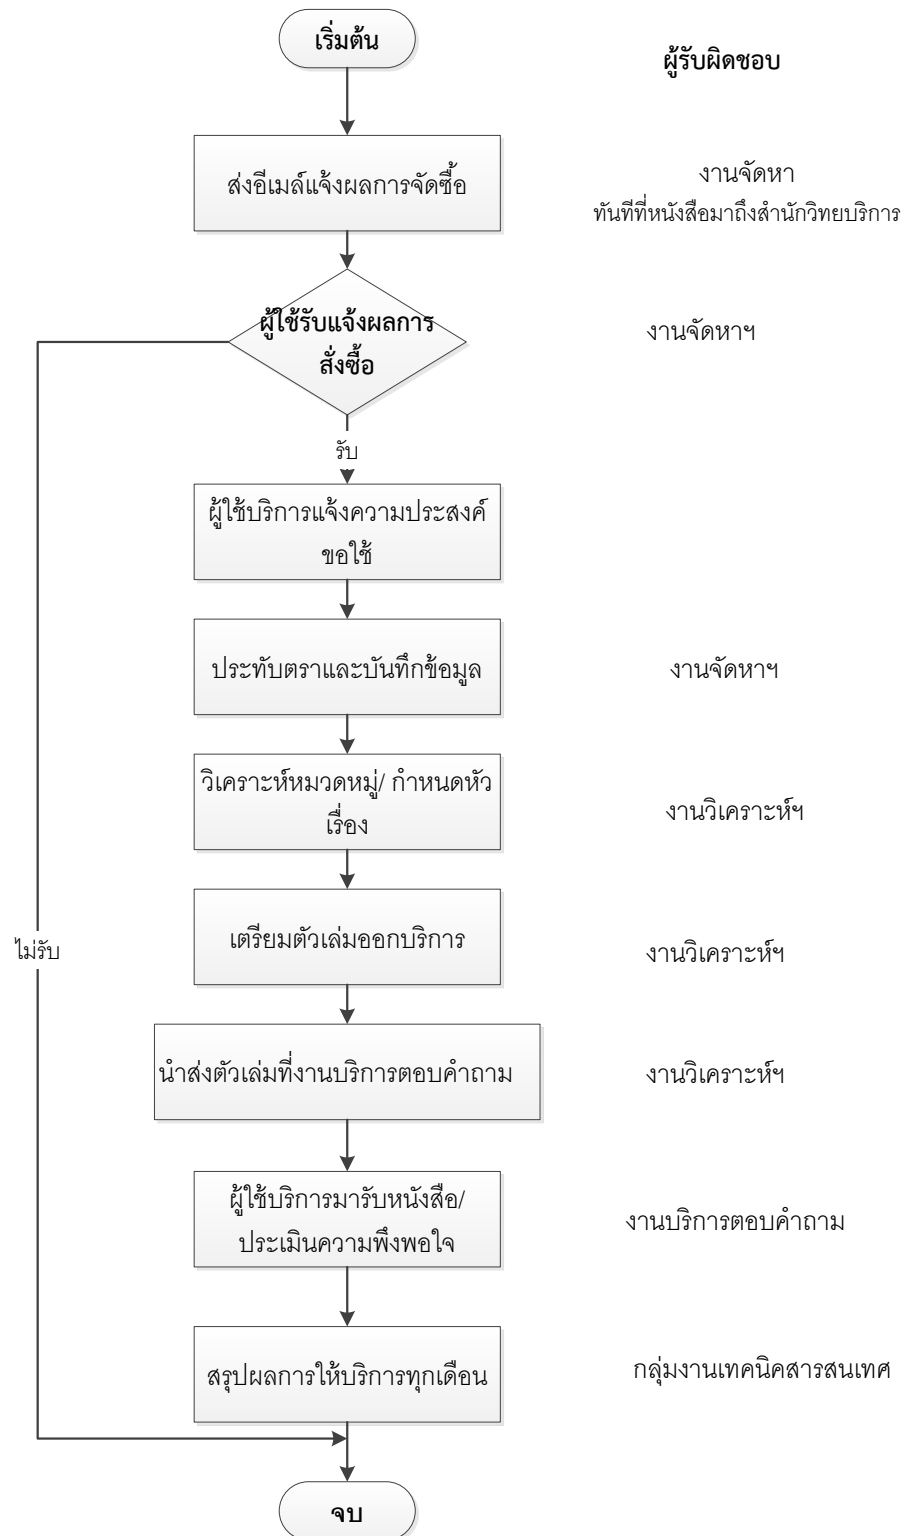 เริ่มต้น
ผู้รับผิดชอบ
ส่งอีเมล์แจ้งผลการจัดซื้อ
งานจัดหา
ทันทีที่หนังสือมาถึงสำนักวิทยบริการ
ผู้ใช้รับแจ้งผลการ
สั่งซื้อ
งานจัดหาฯ
รับ
ผู้ใช้บริการแจ้งความประสงค์
ขอใช้
ประทับตราและบันทึกข้อมูล
งานจัดหาฯ
วิเคราะห์หมวดหมู่/ กำหนดหัว
เรื่อง
งานวิเคราะห์ฯ
เตรียมตัวเล่มออกบริการ
ไม่รับ
งานวิเคราะห์ฯ
นำส่งตัวเล่มที่งานบริการตอบคำถาม
งานวิเคราะห์ฯ
ผู้ใช้บริการมารับหนังสือ/
ประเมินความพึงพอใจ
งานบริการตอบคำถาม
สรุปผลการให้บริการทุกเดือน
กลุ่มงานเทคนิคสารสนเทศ
จบ